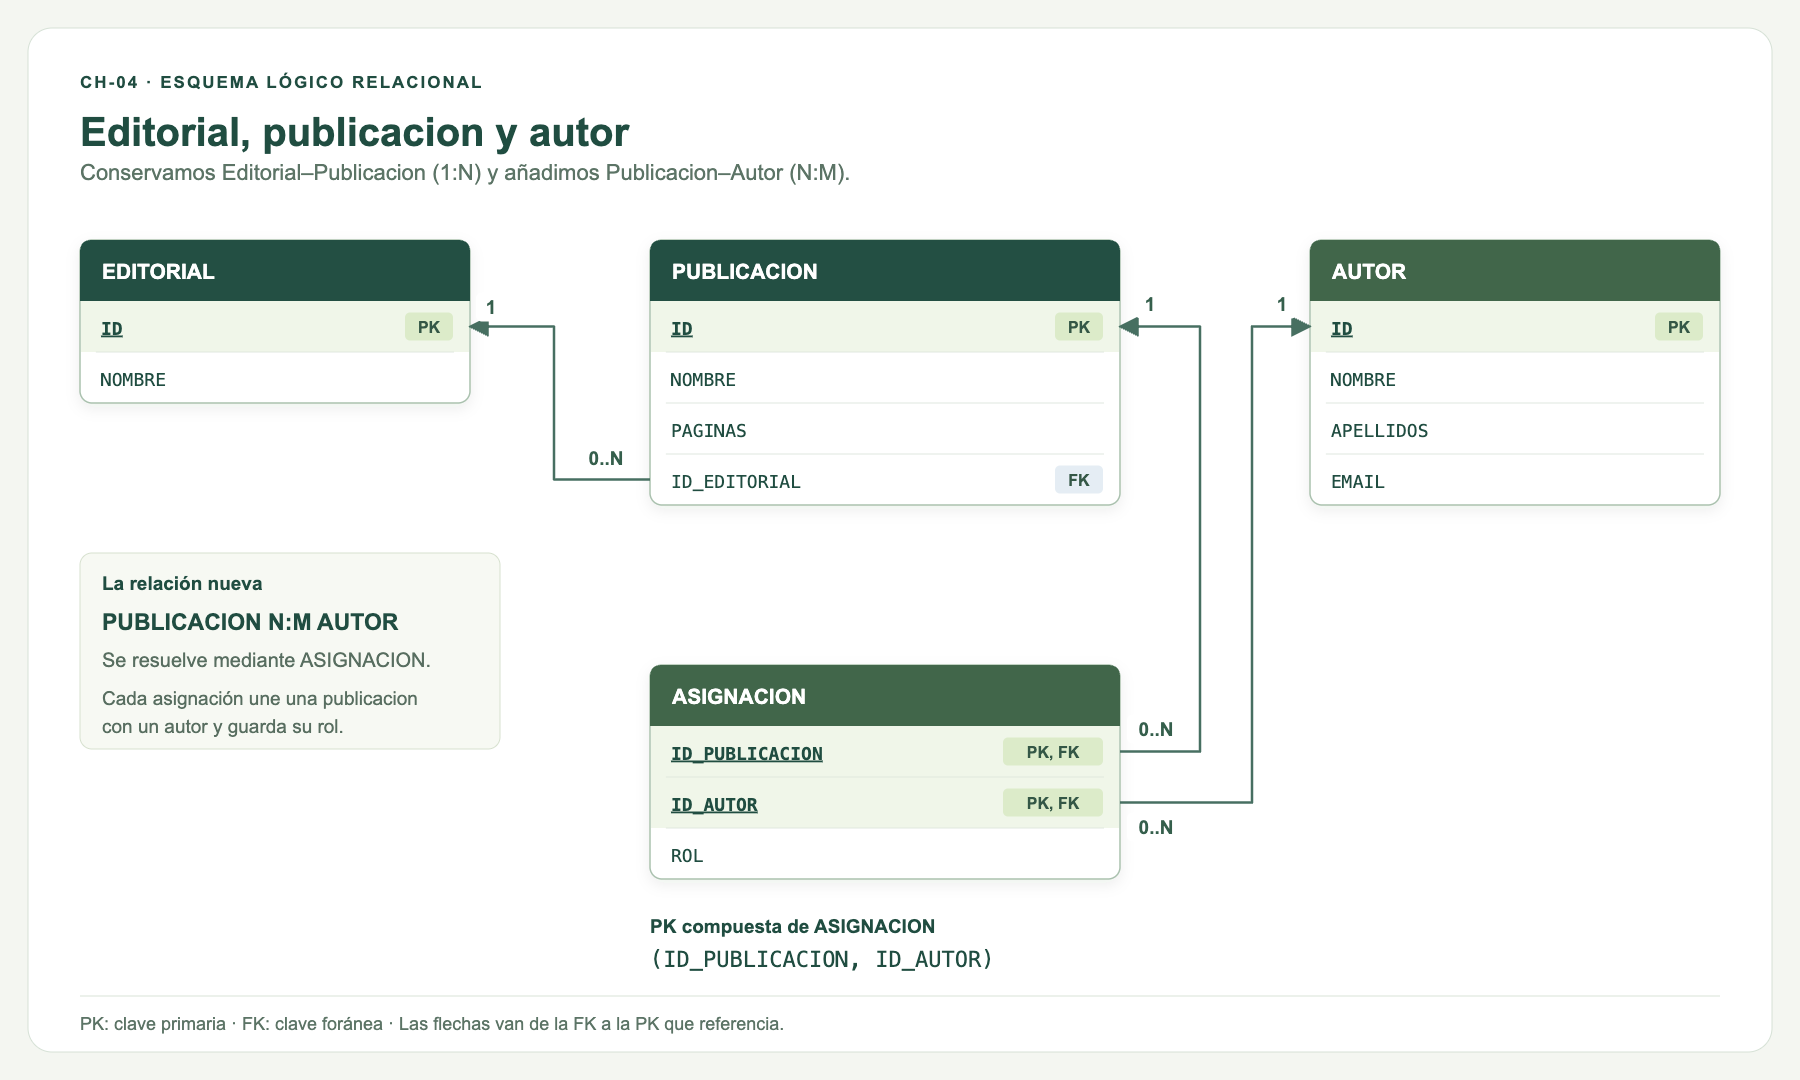 CH-04 · ESQUEMA LÓGICO RELACIONAL
Editorial, publicacion y autor
Conservamos Editorial–Publicacion (1:N) y añadimos Publicacion–Autor (N:M).
EDITORIAL
ID PK
NOMBRE
1
0..N
PUBLICACION
ID PK
NOMBRE
PAGINAS
ID_EDITORIAL FK
1
1
AUTOR
ID PK
NOMBRE
APELLIDOS
EMAIL
La relación nueva
PUBLICACION N:M AUTOR
Se resuelve mediante ASIGNACION.
Cada asignación une una publicacion
con un autor y guarda su rol.
ASIGNACION
ID_PUBLICACION PK, FK
ID_AUTOR PK, FK
ROL
0..N
0..N
PK compuesta de ASIGNACION
(ID_PUBLICACION, ID_AUTOR)
PK: clave primaria · FK: clave foránea · Las flechas van de la FK a la PK que referencia.